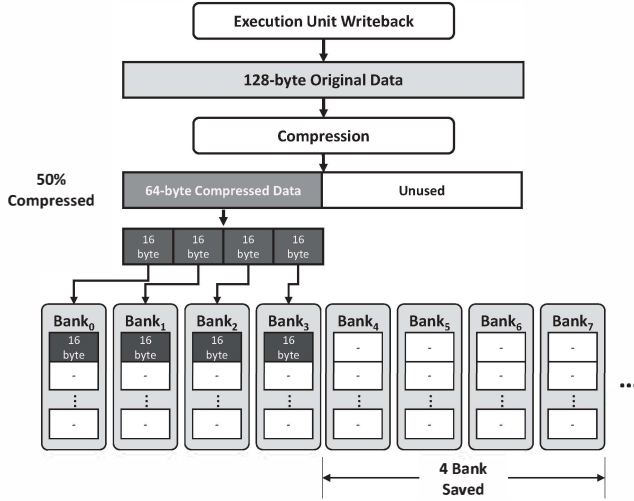 Execution Unit Writeback
128-byte Original Data
Compression
50%
Compressed
64-byte Compressed Data
Unused
16 byte
16 byte
16 byte
16 byte
Bank0
Bank1
Bank2
Bank3
Bank4
Bank5
Bank6
Bank7
16 byte
16 byte
16 byte
16 byte
- - - -
- - - - - - - -
⋮ ⋮ ⋮ ⋮ ⋮ ⋮ ⋮ ⋮
...
- - - - - - - -
4 Bank
Saved